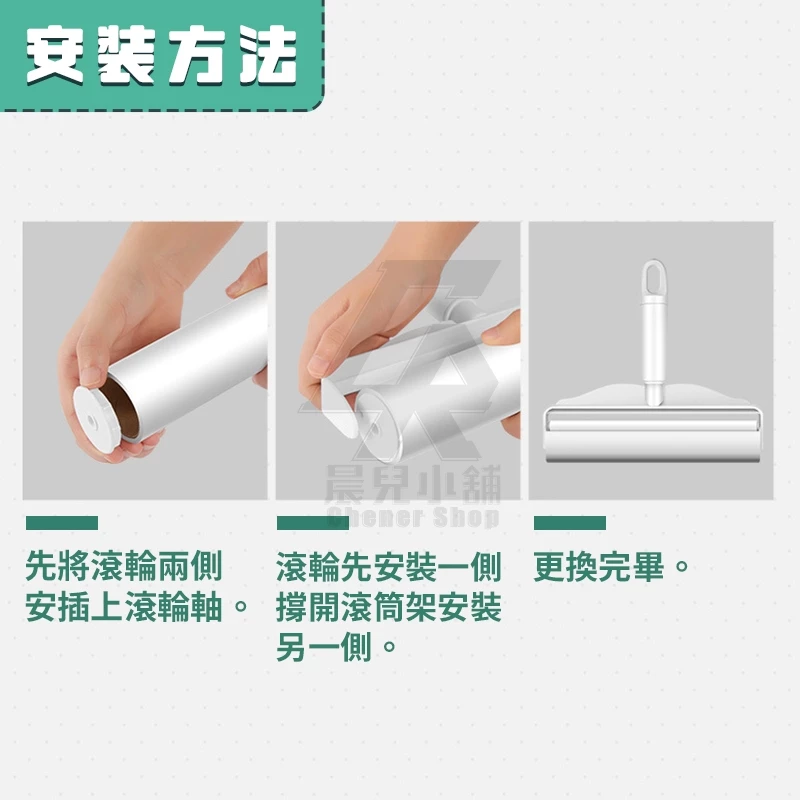 安裝方法
晨兒小舖
Chener Shop
先將滾輪兩側
安插上滾輪軸。
滾輪先安裝一側
撐開滾筒架安裝
另一側。
更換完畢。